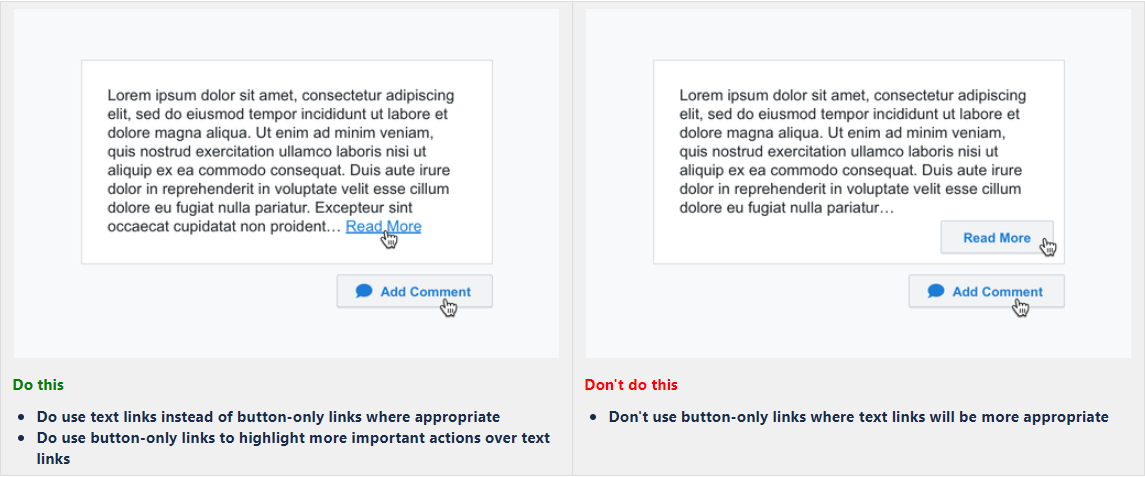 Lorem ipsum dolor sit amet, consectetur adipiscing
elit, sed do eiusmod tempor incididunt ut labore et
dolore magna aliqua. Ut enim ad minim veniam,
quis nostrud exercitation ullamco laboris nisi ut
aliquip ex ea commodo consequat. Duis aute irure
dolor in reprehenderit in voluptate velit esse cillum
dolore eu fugiat nulla pariatur. Excepteur sint
occaecat cupidatat non proident… Read More
Add Comment
Do this
• Do use text links instead of button-only links where appropriate
• Do use button-only links to highlight more important actions over text
links
Lorem ipsum dolor sit amet, consectetur adipiscing
elit, sed do eiusmod tempor incididunt ut labore et
dolore magna aliqua. Ut enim ad minim veniam,
quis nostrud exercitation ullamco laboris nisi ut
aliquip ex ea commodo consequat. Duis aute irure
dolor in reprehenderit in voluptate velit esse cillum
dolore eu fugiat nulla pariatur…
Read More
Add Comment
Don't do this
• Don't use button-only links where text links will be more appropriate